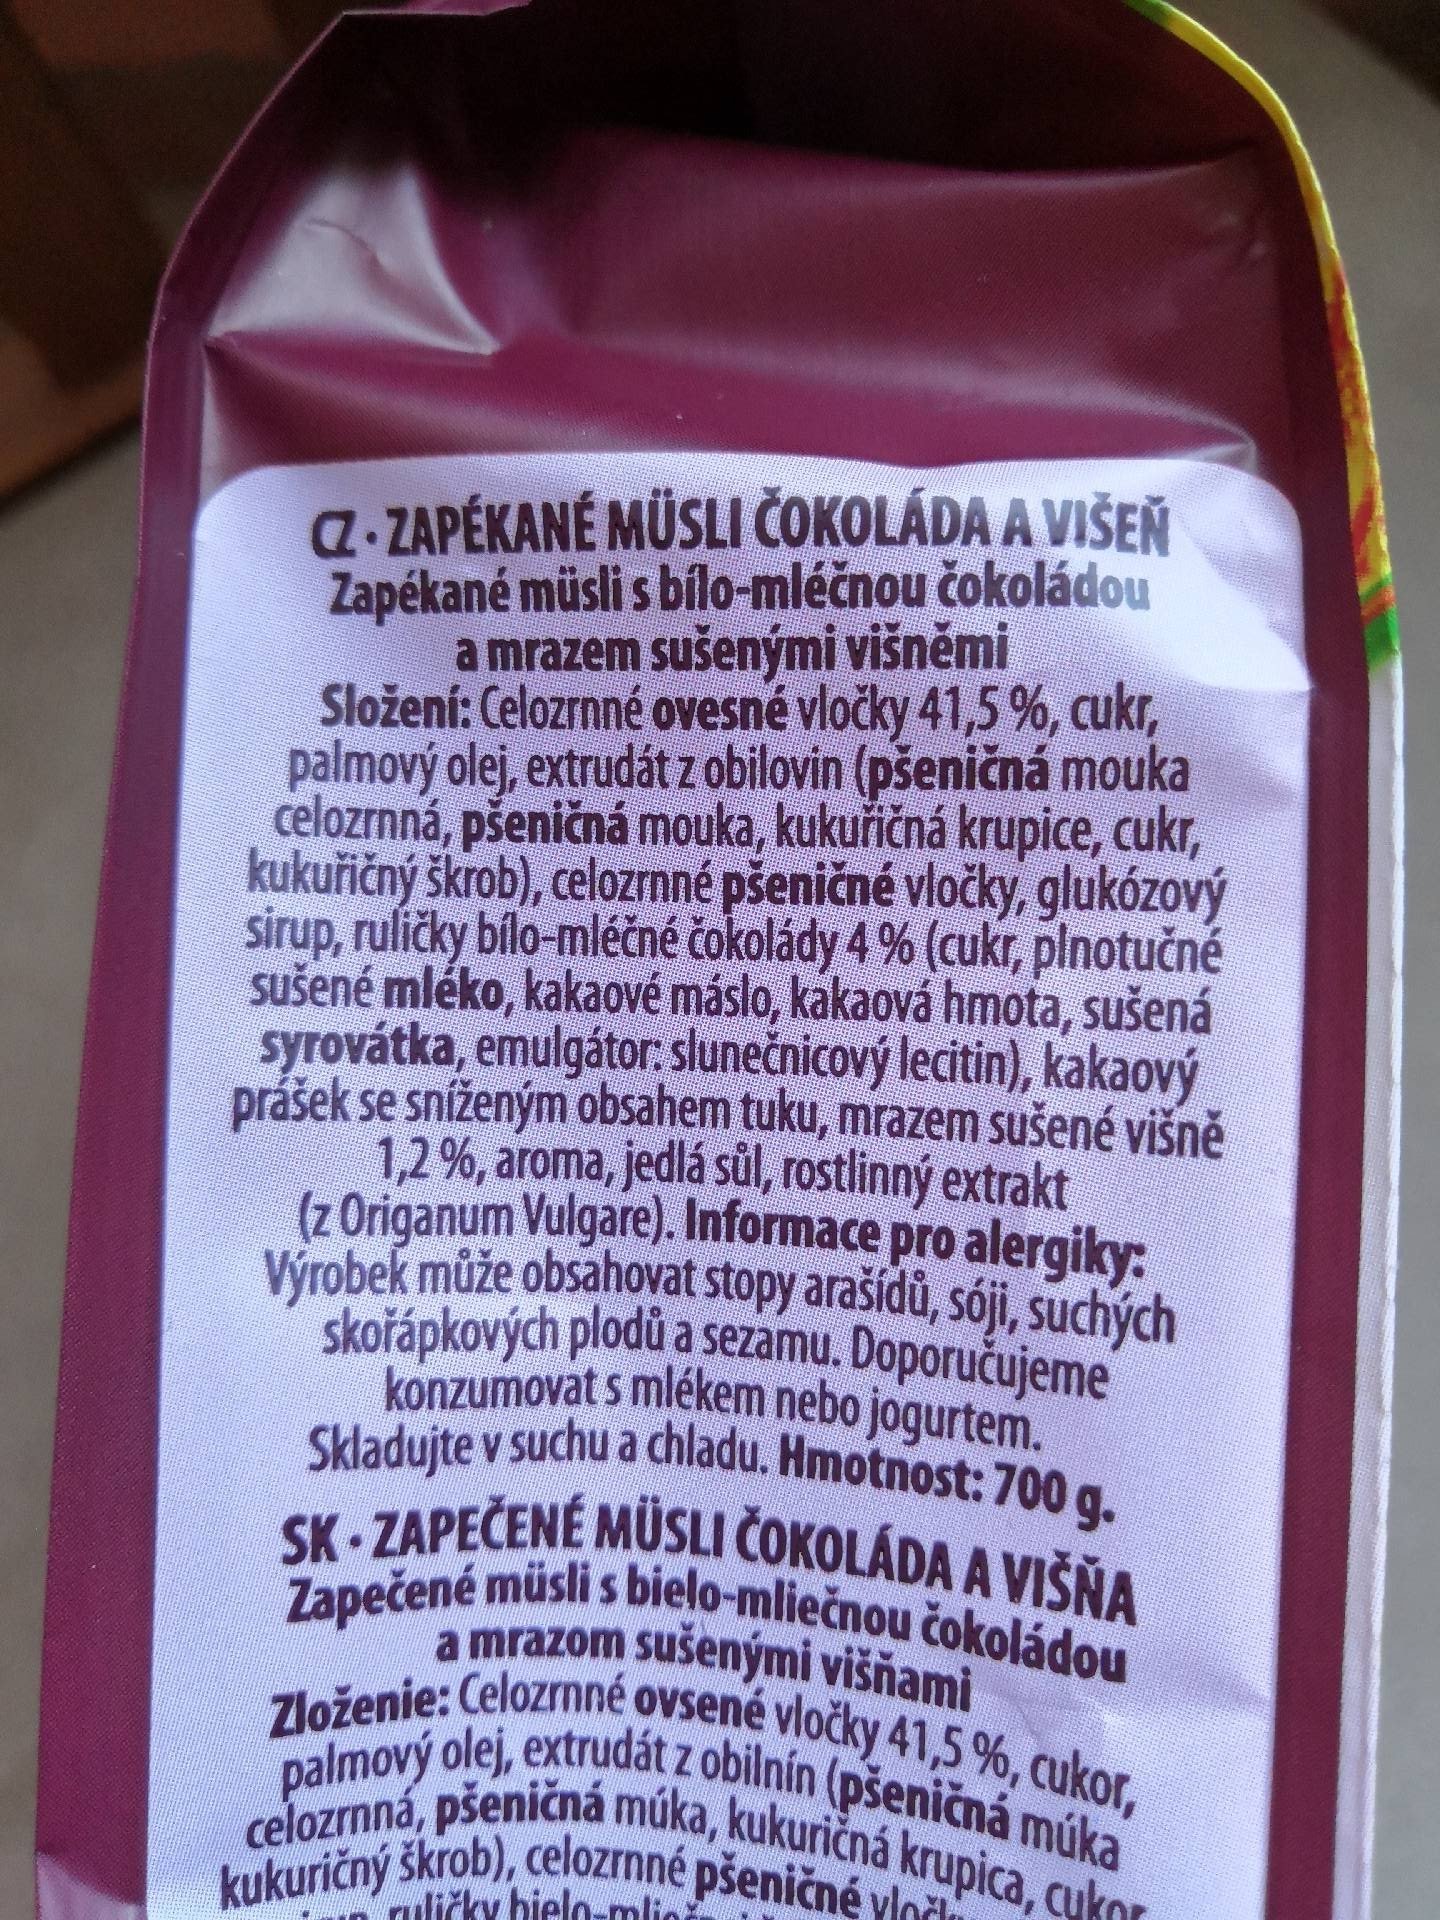 CZ · ZAPÉKANÉ MÜSLI ČOKOLÁDA A VIŠEŇ
Zapékané müsli s bílo-mléčnou čokoládou
a mrazem sušenými višněmi
Složení: Celozrnné ovesné vločky 41,5 %, cukr,
palmový olej, extrudát z obilovin (pšeničná mouka
celozrnná, pšeničná mouka, kukuřičná krupice, cukr,
kukuřičný škrob), celozrnné pšeničné vločky, glukózový
sirup, ruličky bílo-mléčné čokolády 4 % (cukr, plnotučné
sušené mléko, kakaové máslo, kakaová hmota, sušená
syrovátka, emulgátor: slunečnicový lecitin), kakaový
prášek se sníženým obsahem tuku, mrazem sušené višně
1,2 %, aroma, jedlá sůl, rostlinný extrakt
(z Origanum Vulgare). Informace pro alergiky:
Výrobek může obsahovat stopy arašídů, sóji, suchých
skořápkových plodů a sezamu. Doporučujeme
konzumovat s mlékem nebo jogurtem.
Skladujte v suchu a chladu. Hmotnost: 700 g.
SK · ZAPEČENÉ MÜSLI ČOKOLÁDA A VIŠŇA
Zapečené müsli s bielo-mliečnou čokoládou
a mrazom sušenými višňami
Zloženie: Celozrnné ovsené vločky 41,5 %, cukor,
palmový olej, extrudát z obilnín (pšeničná múka
celozrnná, pšeničná múka, kukuričná krupica, cukor
kukuričný škrob), celozrnné pšeničné
ruličky